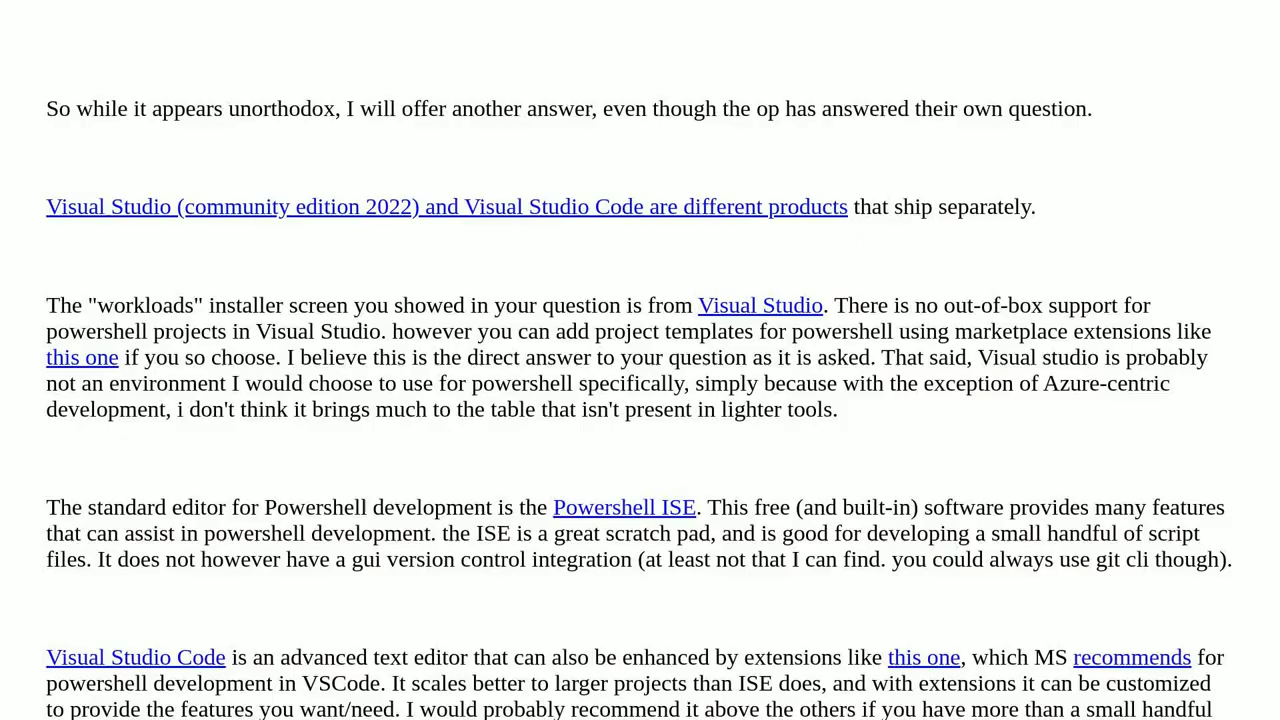 So while it appears unorthodox, I will offer another answer, even though the op has answered their own question.
Visual Studio (community edition 2022) and Visual Studio Code are different products that ship separately.
The "workloads" installer screen you showed in your question is from Visual Studio. There is no out-of-box support for
powershell projects in Visual Studio. however you can add project templates for powershell using marketplace extensions like
this one if you so choose. I believe this is the direct answer to your question as it is asked. That said, Visual studio is probably
not an environment I would choose to use for powershell specifically, simply because with the exception of Azure-centric
development, i don't think it brings much to the table that isn't present in lighter tools.
The standard editor for Powershell development is the Powershell ISE. This free (and built-in) software provides many features
that can assist in powershell development. the ISE is a great scratch pad, and is good for developing a small handful of script
files. It does not however have a gui version control integration (at least not that I can find. you could always use git cli though).
Visual Studio Code is an advanced text editor that can also be enhanced by extensions like this one, which MS recommends for
powershell development in VSCode. It scales better to larger projects than ISE does, and with extensions it can be customized
to provide the features you want/need. I would probably recommend it above the others if you have more than a small handful